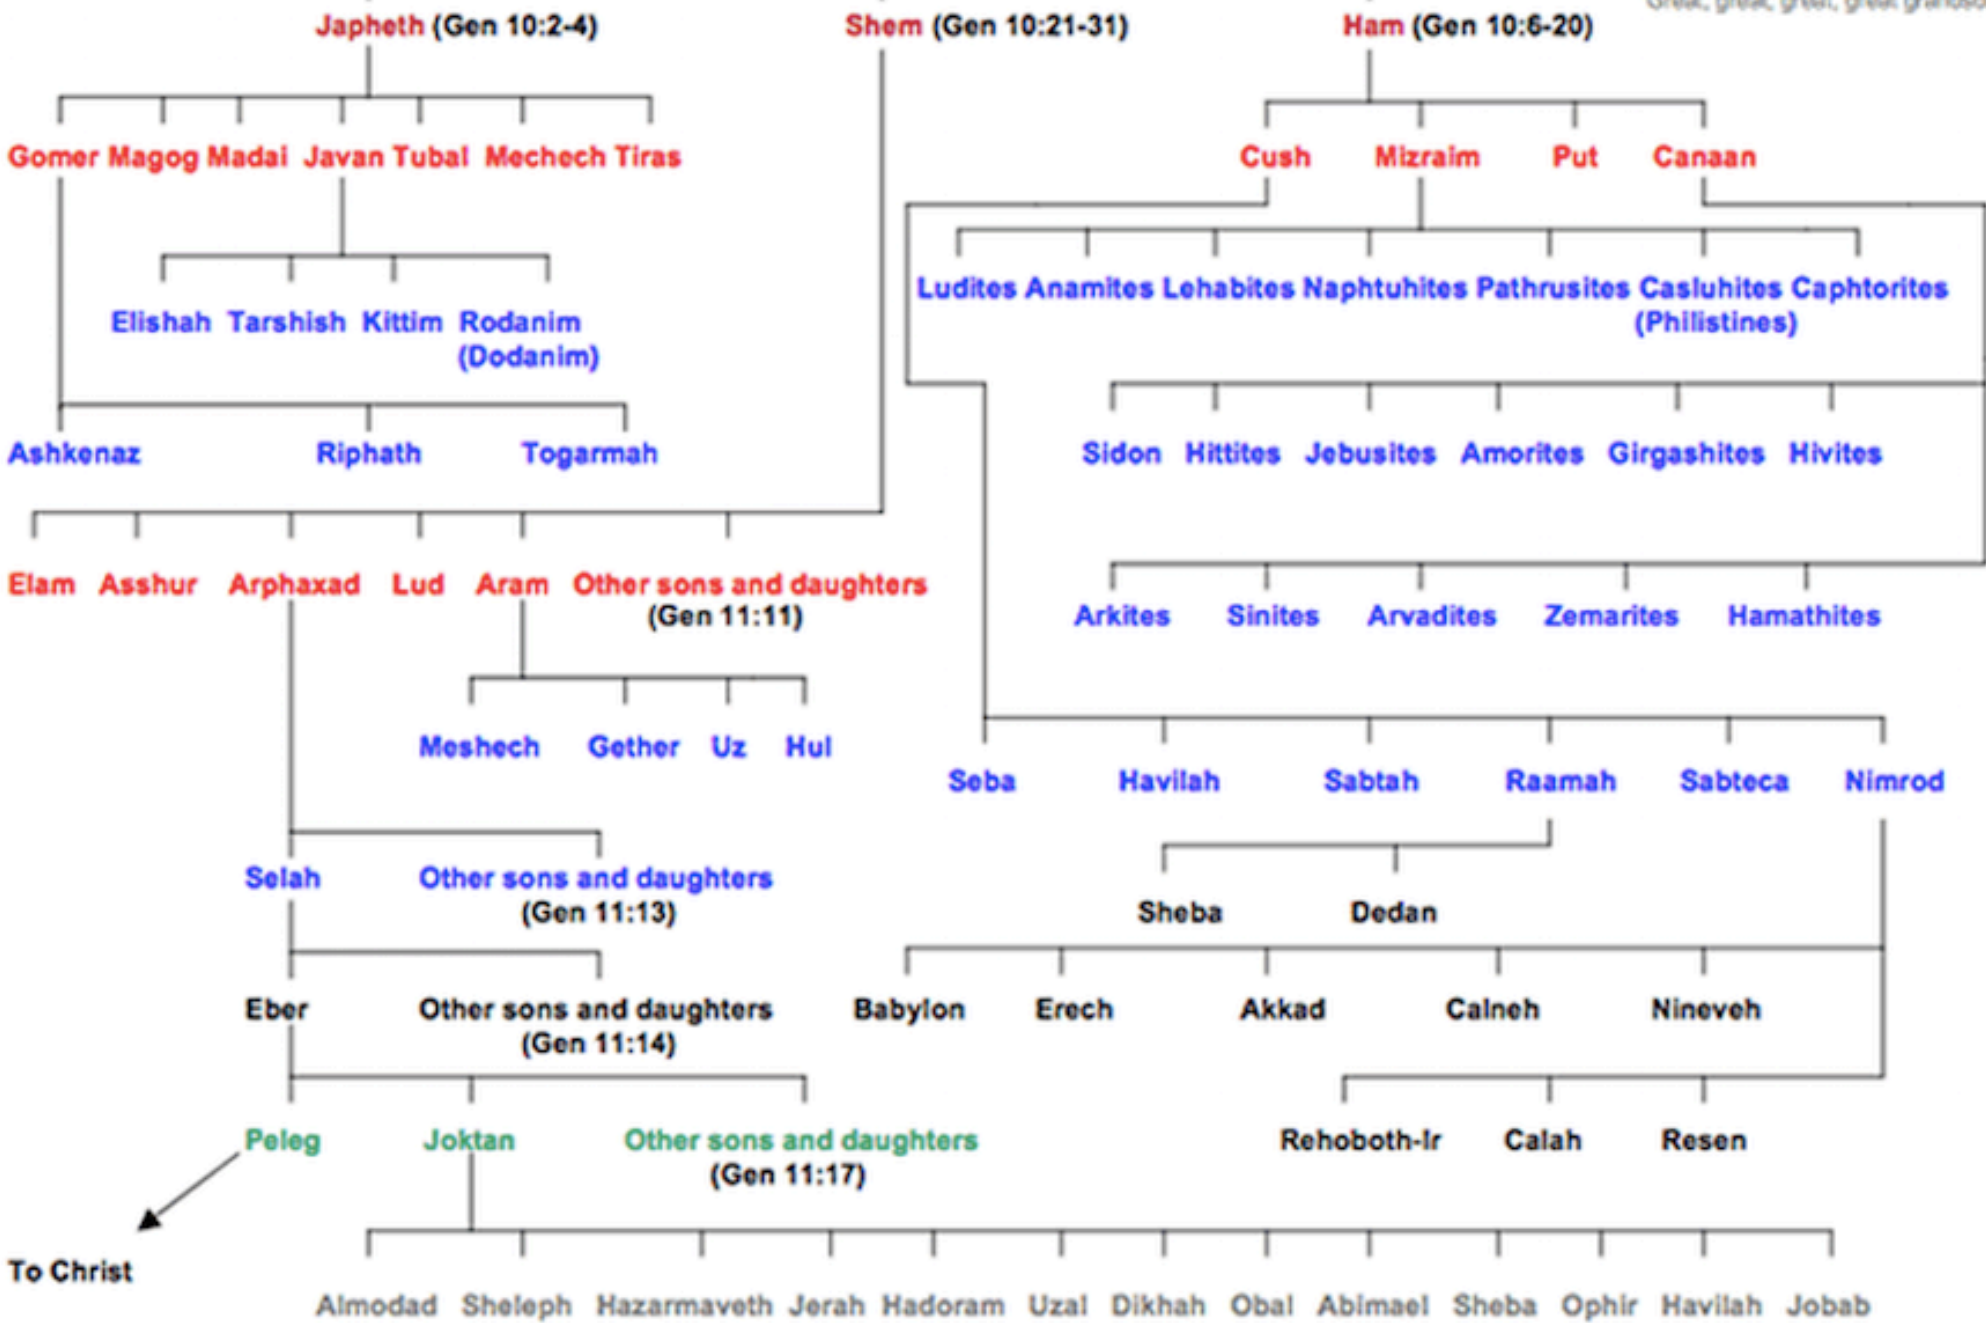 Great, great, great, great grandsons
Japheth (Gen 10:2-4) Shem (Gen 10:21-31) Ham (Gen 10:6-20)
Gomer Magog Madai Javan Tubal Mechech Tiras Cush Mizraim Put Canaan
Ludites Anamites Lehabites Naphtuhites Pathrusites Casluhites Caphtorites
Elishah Tarshish Kittim Rodanim (Philistines)
(Dodanim)
Ashkenaz Riphath Togarmah Sidon Hittites Jebusites Amorites Girgashites Hivites
Elam Asshur Arphaxad Lud Aram Other sons and daughters
(Gen 11:11) Arkites Sinites Arvadites Zemarites Hamathites
Meshech Gether Uz Hul
Seba Havilah Sabtah Raamah Sabteca Nimrod
Selah Other sons and daughters
(Gen 11:13) Sheba Dedan
Eber Other sons and daughters Babylon Erech Akkad Calneh Nineveh
(Gen 11:14)
Peleg Joktan Other sons and daughters Rehoboth-Ir Calah Resen
(Gen 11:17)
To Christ
Almodad Sheleph Hazarmaveth Jerah Hadoram Uzal Dikhah Obal Abimael Sheba Ophir Havilah Jobab